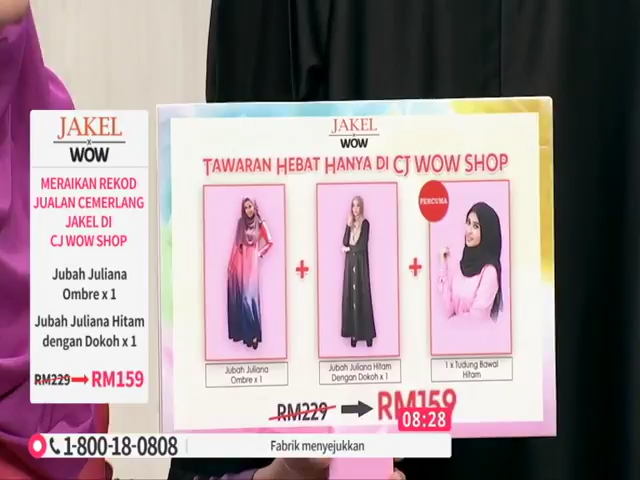 JAKEL
x
WOW
MERAIKAN REKOD
JUALAN CEMERLANG
JAKEL DI
CJ WOW SHOP
Jubah Juliana
Ombre x 1
Jubah Juliana Hitam
dengan Dokoh x 1
RM229 RM159
JAKEL
x
WOW
TAWARAN HEBAT HANYA DI CJ WOW SHOP
PERCUMA
+
+
Jubah Juliana
Ombre x 1
Jubah Juliana Hitam
Dengan Dokoh x 1
1 x Tudung Bawal
Hitam
RM229 RM159
08:28
1-800-18-0808
Fabrik menyejukkan